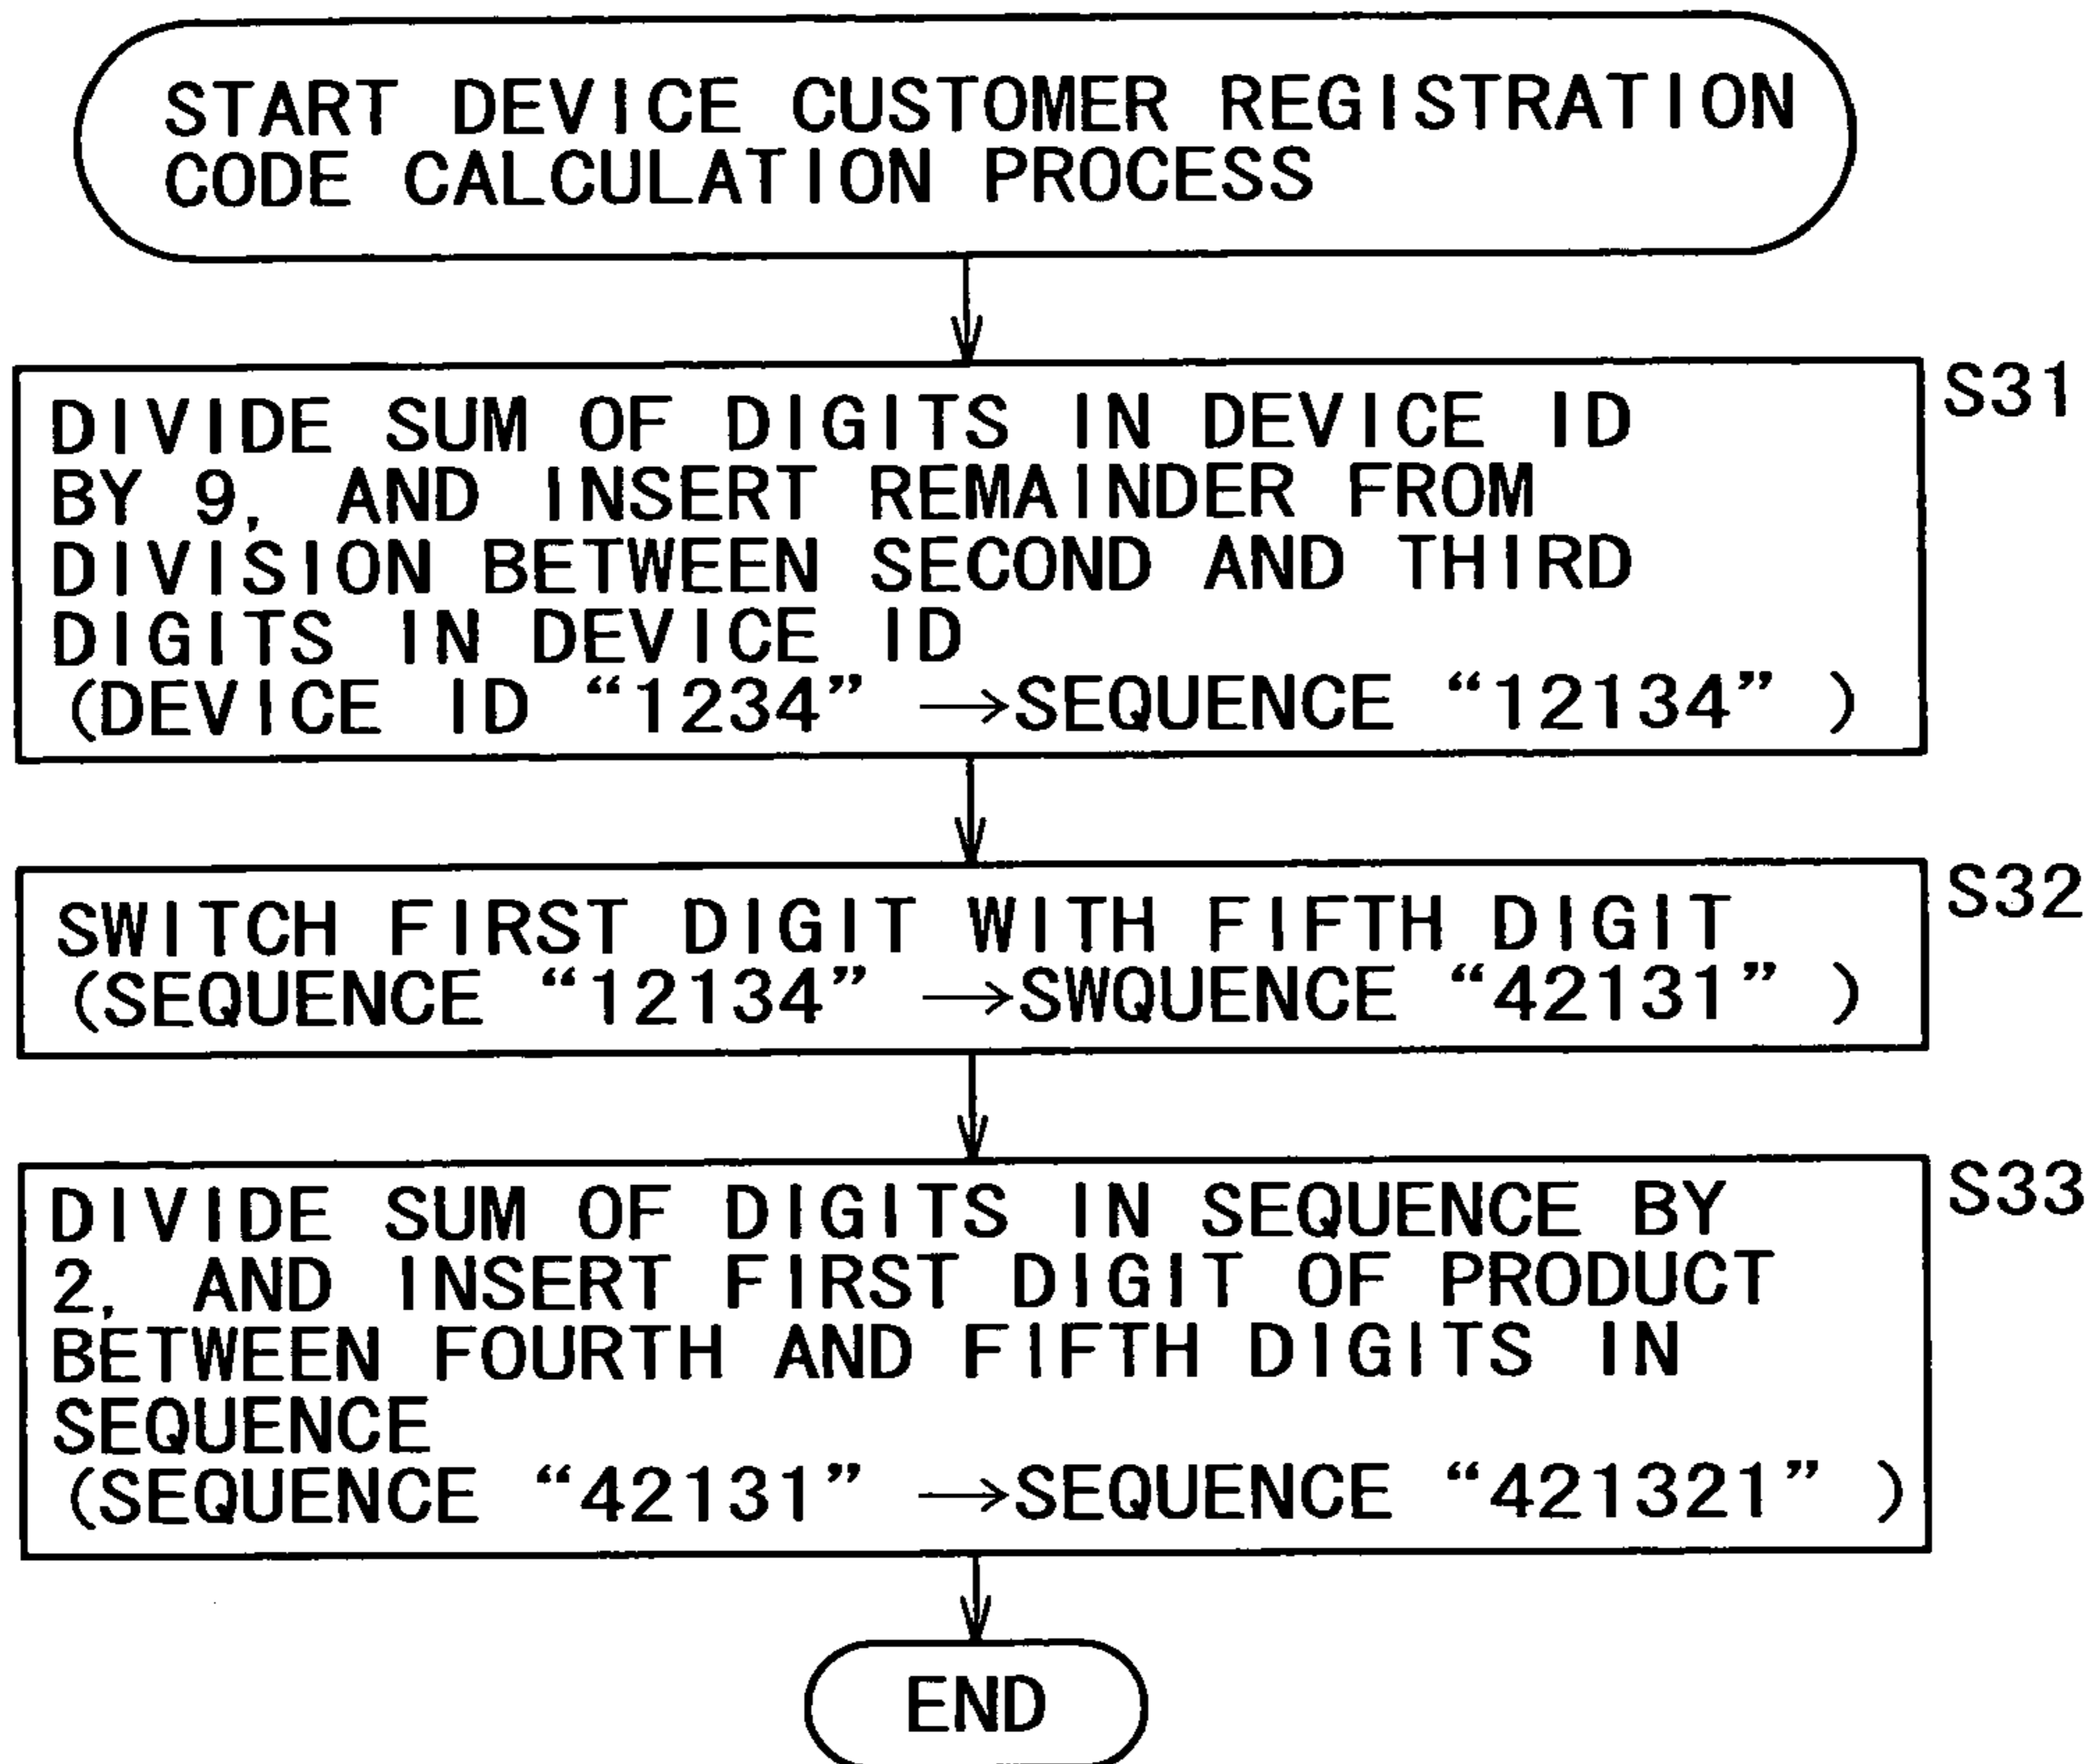 START DEVICE CUSTOMER REGISTRATION
CODE CALCULATION PROCESS
S31
DIVIDE SUM OF DIGITS IN DEVICE ID
BY 9, AND INSERT REMAINDER FROM
DIVISION BETWEEN SECOND AND THIRD
DIGITS IN DEVICE ID
(DEVICE ID “1234” →SEQUENCE “12134” )
S32
SWITCH FIRST DIGIT WITH FIFTH DIGIT
(SEQUENCE “12134” →SWQUENCE “42131” )
S33
DIVIDE SUM OF DIGITS IN SEQUENCE BY
2, AND INSERT FIRST DIGIT OF PRODUCT
BETWEEN FOURTH AND FIFTH DIGITS IN
SEQUENCE
(SEQUENCE “42131” →SEQUENCE “421321” )
END